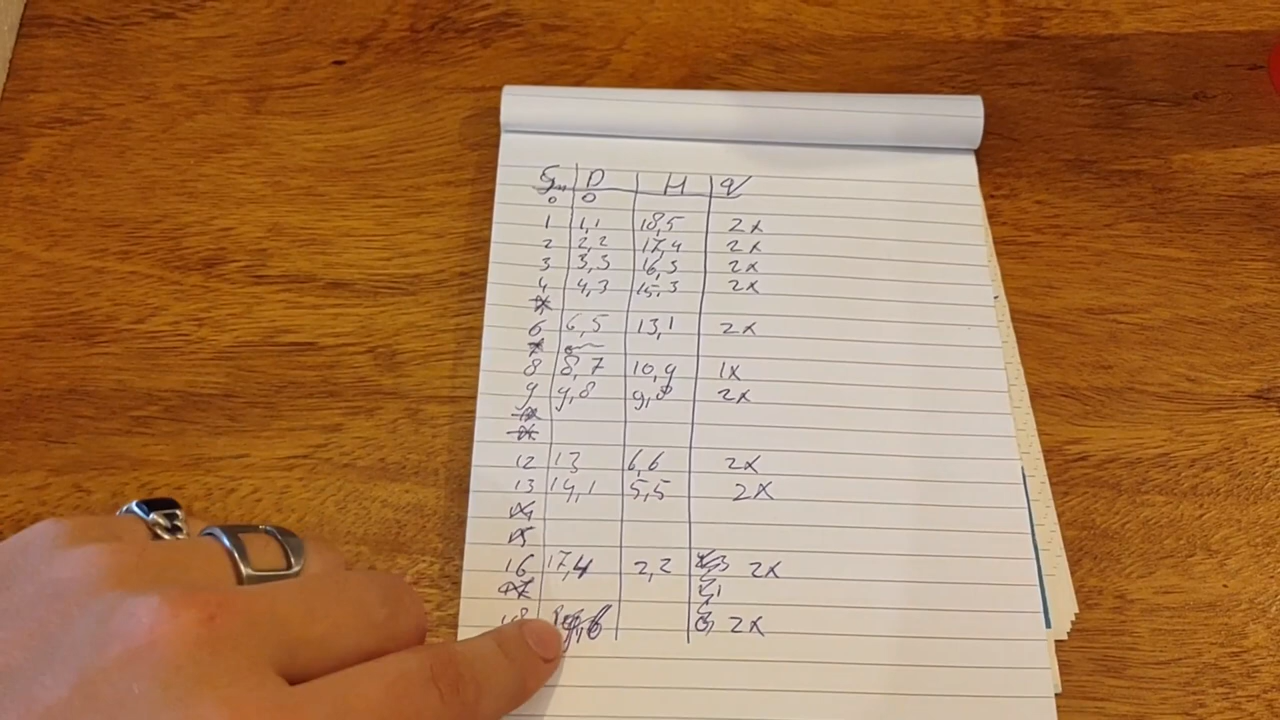 D H
0 0
1 1,1 18,5 2x
2 2,2 17,4 2x
3 3,3 16,3 2x
4 4,3 15,3 2x
6 6,5 13,1 2x
8 8,7 10,9 1x
9 9,8 9,8 2x
12 13 6,6 2x
13 14,1 5,5 2x
16 17,4 2,2 2x
2x